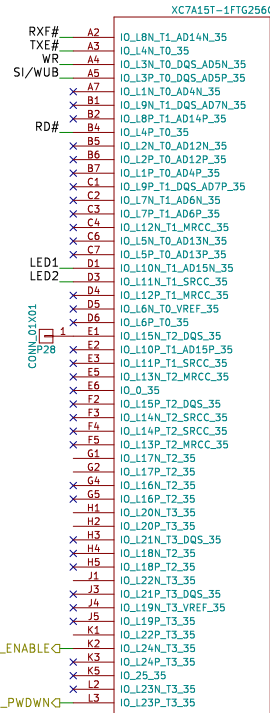 XC7A15T-1FTG256C
RXF# A2 IO_L8N_T1_AD14N_35
TXE# A3 IO_L4N_T0_35
WR A4 IO_L3N_T0_DQS_AD5N_35
SI/WUB A5 IO_L3P_T0_DQS_AD5P_35
A7 IO_L1N_T0_AD4N_35
B1 IO_L9N_T1_DQS_AD7N_35
B2 IO_L8P_T1_AD14P_35
RD# B4 IO_L4P_T0_35
B5 IO_L2N_T0_AD12N_35
B6 IO_L2P_T0_AD12P_35
B7 IO_L1P_T0_AD4P_35
C1 IO_L9P_T1_DQS_AD7P_35
C2 IO_L7N_T1_AD6N_35
C3 IO_L7P_T1_AD6P_35
C4 IO_L12N_T1_MRCC_35
C6 IO_L5N_T0_AD13N_35
C7 IO_L5P_T0_AD13P_35
LED1 D1 IO_L10N_T1_AD15N_35
LED2 D3 IO_L11N_T1_SRCC_35
D4 IO_L12P_T1_MRCC_35
D5 IO_L6N_T0_VREF_35
D6 IO_L6P_T0_35
CONN_01X01
P28
1 E1 IO_L15N_T2_DQS_35
E2 IO_L10P_T1_AD15P_35
E3 IO_L11P_T1_SRCC_35
E5 IO_L13N_T2_MRCC_35
E6 IO_0_35
F2 IO_L15P_T2_DQS_35
F3 IO_L14N_T2_SRCC_35
F4 IO_L14P_T2_SRCC_35
F5 IO_L13P_T2_MRCC_35
G1 IO_L17N_T2_35
G2 IO_L17P_T2_35
G4 IO_L16N_T2_35
G5 IO_L16P_T2_35
H1 IO_L20N_T3_35
H2 IO_L20P_T3_35
H3 IO_L21N_T3_DQS_35
H4 IO_L18N_T2_35
H5 IO_L18P_T2_35
J1 IO_L22N_T3_35
J3 IO_L21P_T3_DQS_35
J4 IO_L19N_T3_VREF_35
J5 IO_L19P_T3_35
K1 IO_L22P_T3_35
_ENABLE K2 IO_L24N_T3_35
K3 IO_L24P_T3_35
K5 IO_25_35
L2 IO_L23N_T3_35
_PWDWN L3 IO_L23P_T3_35